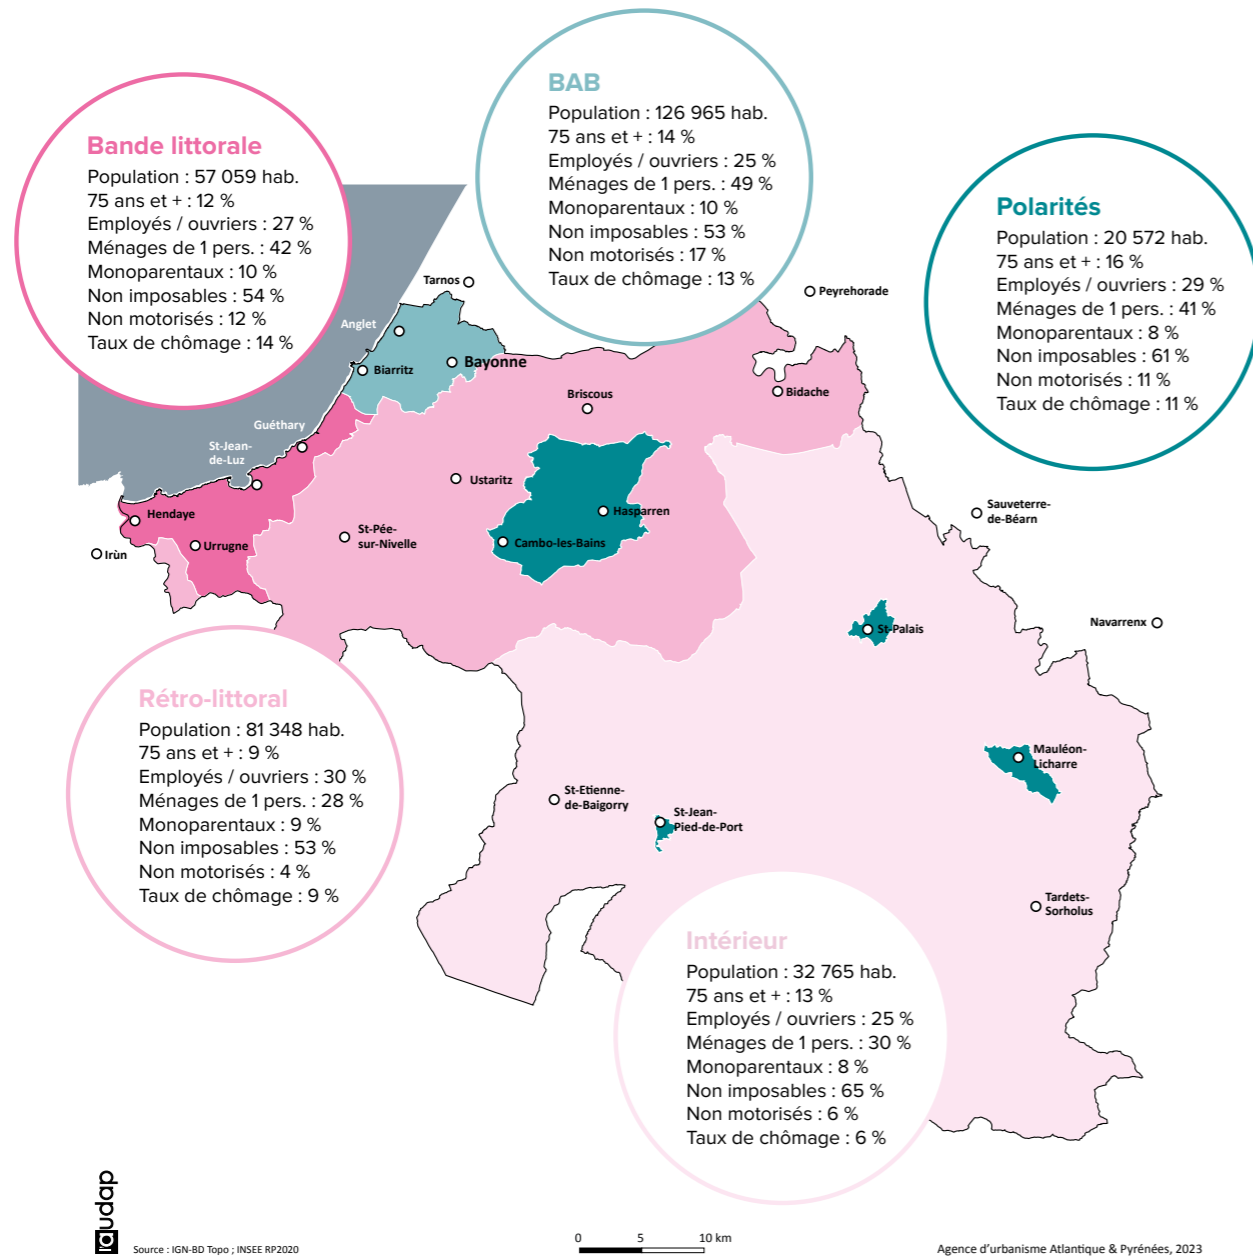 BAB
Population : 126 965 hab.
75 ans et + : 14 %
Employés / ouvriers : 25 %
Ménages de 1 pers. : 49 %
Monoparentaux : 10 %
Non imposables : 53 %
Non motorisés : 17 %
Taux de chômage : 13 %
Bande littorale
Population : 57 059 hab.
75 ans et + : 12 %
Employés / ouvriers : 27 %
Ménages de 1 pers. : 42 %
Monoparentaux : 10 %
Non imposables : 54 %
Non motorisés : 12 %
Taux de chômage : 14 %
Polarités
Population : 20 572 hab.
75 ans et + : 16 %
Employés / ouvriers : 29 %
Ménages de 1 pers. : 41 %
Monoparentaux : 8 %
Non imposables : 61 %
Non motorisés : 11 %
Taux de chômage : 11 %
Tarnos
Peyrehorade
Anglet
Bayonne
Biarritz
Bidache
Briscous
Guéthary
St-Jean-
de-Luz
Ustaritz
Hasparren
Sauveterre-
de-Béarn
Hendaye
St-Pée-
sur-Nivelle
Cambo-les-Bains
Urrugne
Irùn
St-Palais
Navarrenx
Rétro-littoral
Population : 81 348 hab.
75 ans et + : 9 %
Employés / ouvriers : 30 %
Ménages de 1 pers. : 28 %
Monoparentaux : 9 %
Non imposables : 53 %
Non motorisés : 4 %
Taux de chômage : 9 %
Mauléon-
Licharre
St-Etienne-
de-Baigorry
St-Jean-
Pied-de-Port
Tardets-
Sorholus
Intérieur
Population : 32 765 hab.
75 ans et + : 13 %
Employés / ouvriers : 25 %
Ménages de 1 pers. : 30 %
Monoparentaux : 8 %
Non imposables : 65 %
Non motorisés : 6 %
Taux de chômage : 6 %
l'audap
Source : IGN-BD Topo ; INSEE RP2020
0 5 10 km
Agence d'urbanisme Atlantique & Pyrénées, 2023